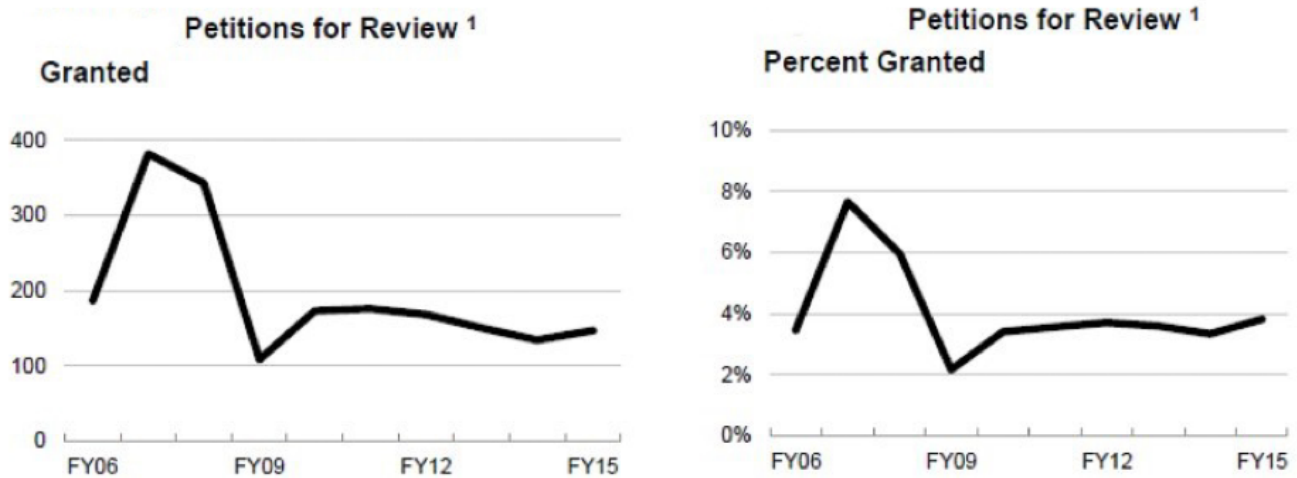 Petitions for Review ¹
Granted
400
300
200
100
0
FY06 FY09 FY12 FY15
Petitions for Review ¹
Percent Granted
10%
8%
6%
4%
2%
0%
FY06 FY09 FY12 FY15